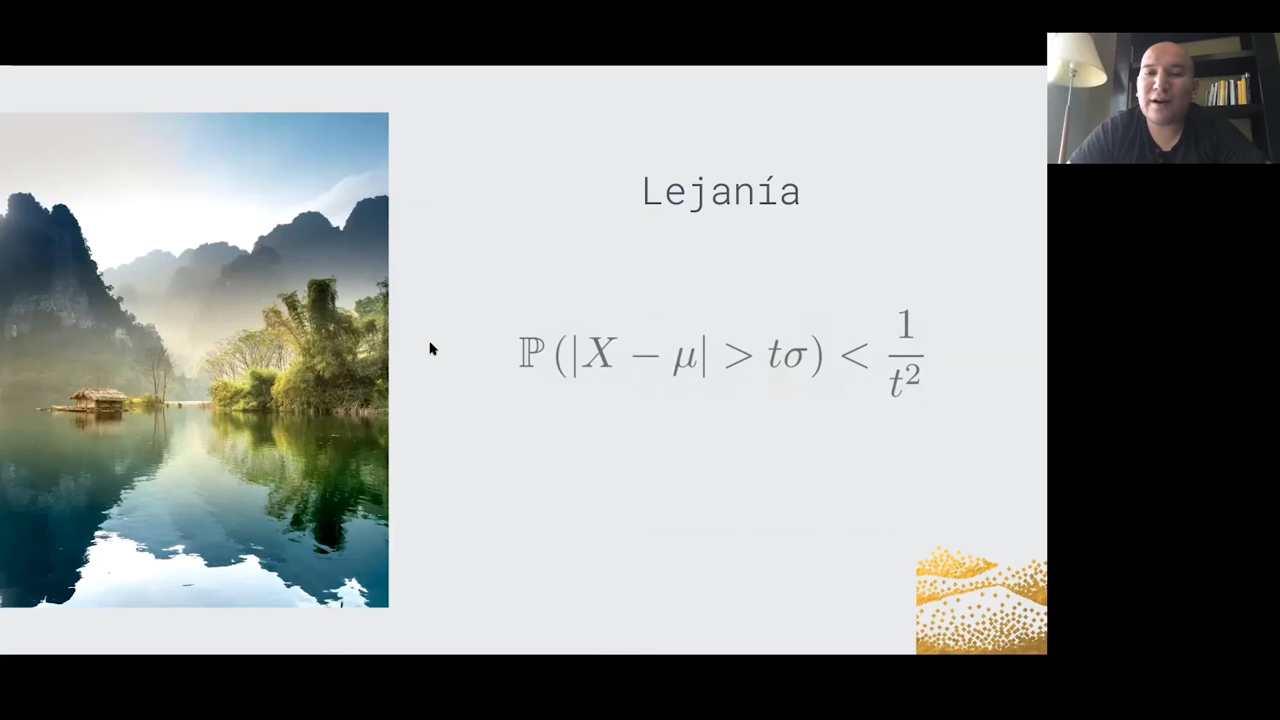 Lejanía
ℙ(|X − μ| > tσ) < 1/t²